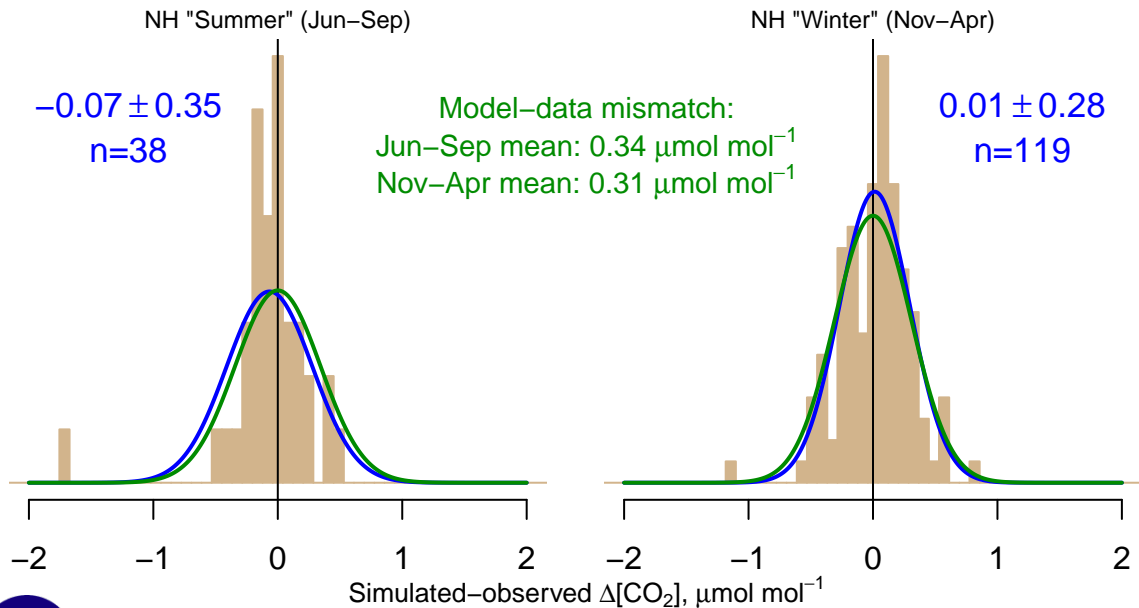 NH "Summer" (Jun−Sep)
NH "Winter" (Nov−Apr)
−0.07 ± 0.35
n=38
Model−data mismatch:
Jun−Sep mean: 0.34 μmol mol⁻¹
Nov−Apr mean: 0.31 μmol mol⁻¹
0.01 ± 0.28
n=119
−2 −1 0 1 2
−2 −1 0 1 2
Simulated−observed Δ[CO₂], μmol mol⁻¹